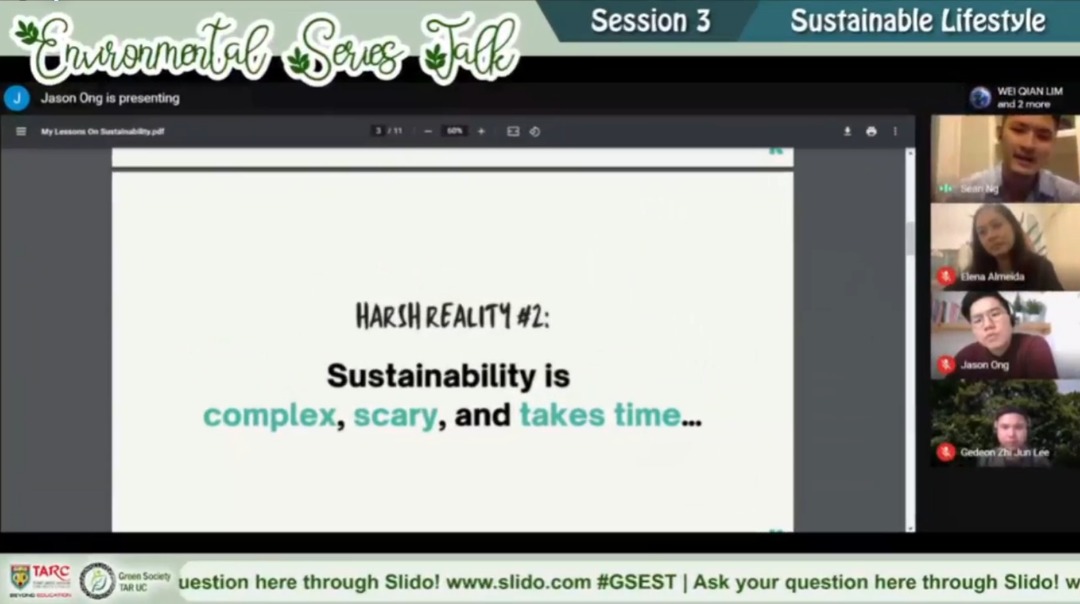 Environmental Series Talk
Session 3
Sustainable Lifestyle
J
Jason Ong is presenting
WEI QIAN LIM
and 2 more
My Lessons On Sustainability.pdf
3 / 11
60%
HARSH REALITY #2:
Sustainability is
complex, scary, and takes time...
Sean Ng
Elena Almeida
Jason Ong
Gedeon Zhi Jun Lee
TARC
BEYOND EDUCATION
Green Society
TAR UC
uestion here through Slido! www.slido.com #GSEST | Ask your question here through Slido! w